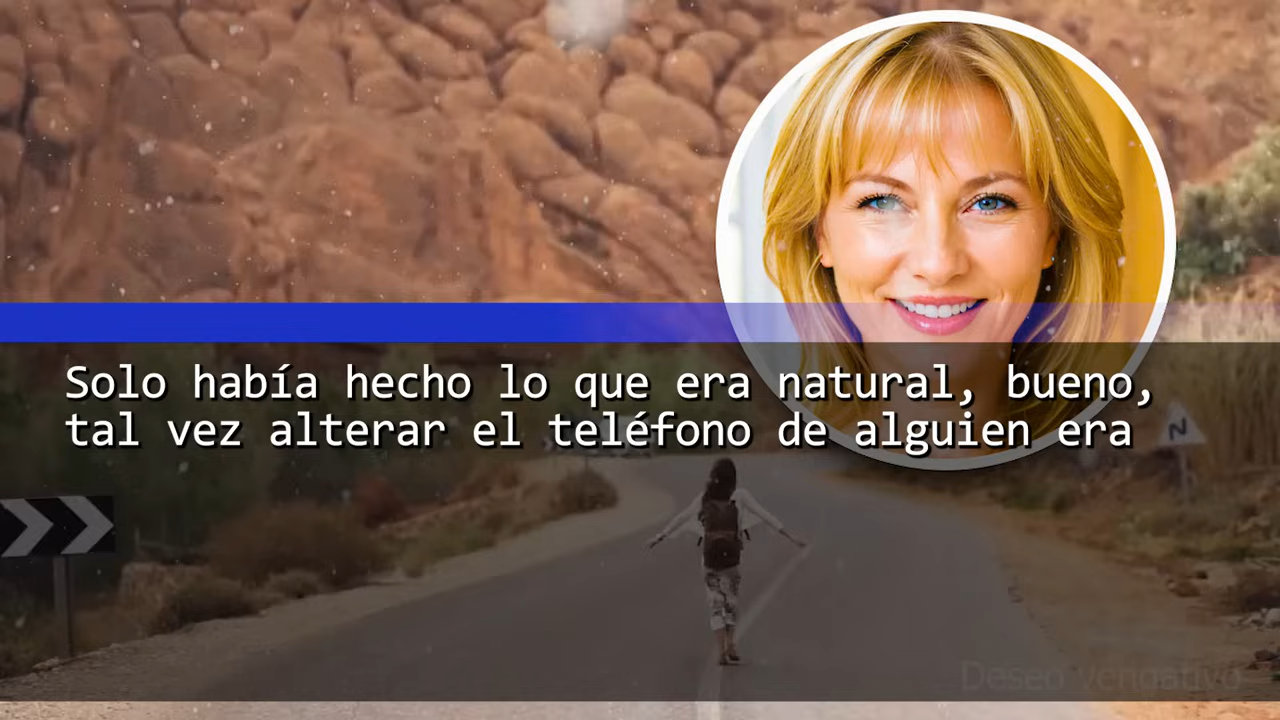 Solo había hecho lo que era natural, bueno,
tal vez alterar el teléfono de alguien era
Deseo vengativo